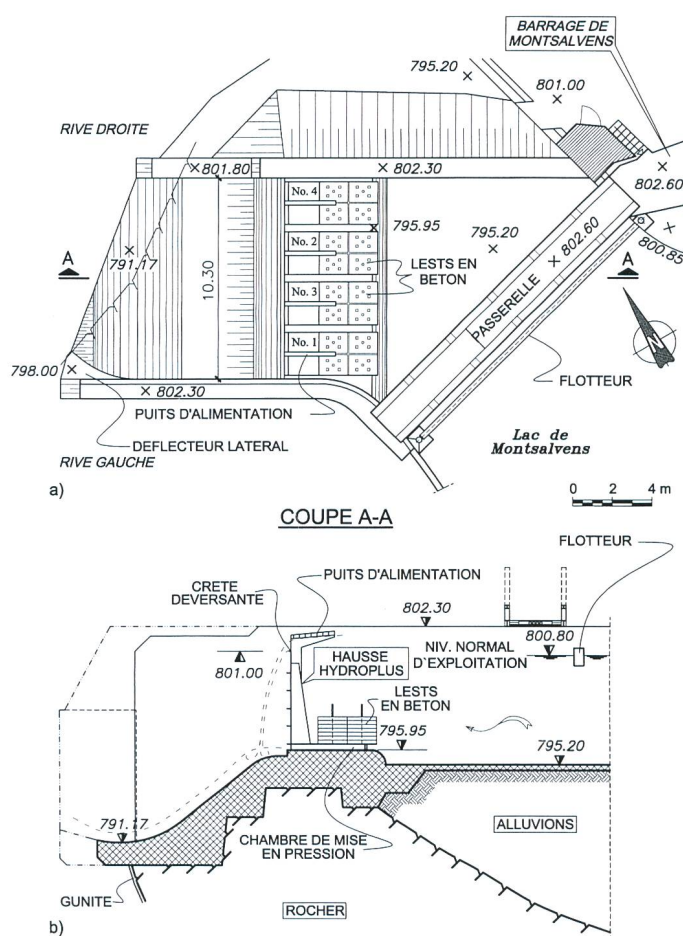 BARRAGE DE
MONTSALVENS
795.20
801.00
RIVE DROITE
801.80
802.30
802.60
No. 4
795.95
No. 2
795.20
802.60
800.85
A
A
791.17
10.30
LESTS EN
BETON
No. 3
PASSERELLE
N
No. 1
798.00
802.30
FLOTTEUR
PUITS D'ALIMENTATION
DEFLECTEUR LATERAL
Lac de
Montsalvens
RIVE GAUCHE
a)
0 2 4 m
COUPE A-A
FLOTTEUR
PUITS D'ALIMENTATION
CRETE
DEVERSANTE
802.30
800.80
NIV. NORMAL
D'EXPLOITATION
HAUSSE
HYDROPLUS
801.00
LESTS
EN BETON
795.95
795.20
791.17
ALLUVIONS
CHAMBRE DE MISE
EN PRESSION
GUNITE
ROCHER
b)